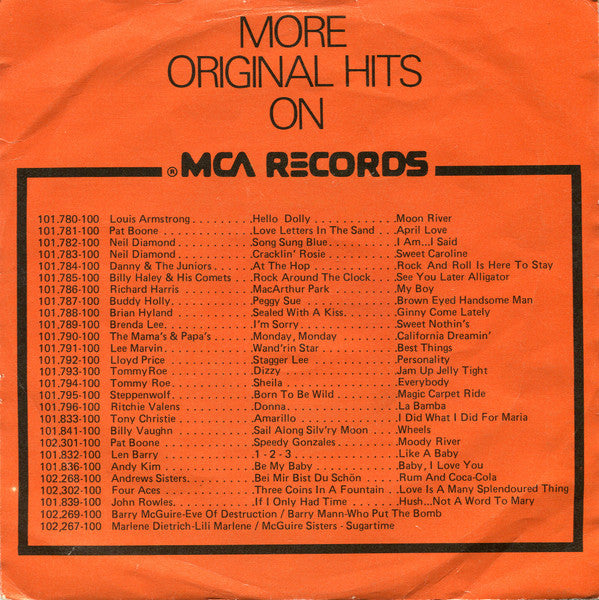 MORE
ORIGINAL HITS
ON
® MCA RECORDS
101.780-100 Louis Armstrong . . . . . . . . . Hello Dolly . . . . . . . . . . . . Moon River
101.781-100 Pat Boone . . . . . . . . . . . . . . Love Letters In The Sand . . . April Love
101.782-100 Neil Diamond . . . . . . . . . . . Song Sung Blue . . . . . . . . . . I Am...I Said
101.783-100 Neil Diamond . . . . . . . . . . . Cracklin' Rosie . . . . . . . . . . Sweet Caroline
101.784-100 Danny & The Juniors . . . . . . At The Hop . . . . . . . . . . . . Rock And Roll Is Here To Stay
101.785-100 Billy Haley & His Comets . . . Rock Around The Clock . . . . See You Later Alligator
101.786-100 Richard Harris . . . . . . . . . . MacArthur Park . . . . . . . . . My Boy
101.787-100 Buddy Holly . . . . . . . . . . . . Peggy Sue . . . . . . . . . . . . . Brown Eyed Handsome Man
101.788-100 Brian Hyland . . . . . . . . . . . Sealed With A Kiss . . . . . . . . Ginny Come Lately
101.789-100 Brenda Lee . . . . . . . . . . . . . I'm Sorry . . . . . . . . . . . . . . Sweet Nothin's
101.790-100 The Mama's & Papa's . . . . . . Monday, Monday . . . . . . . . California Dreamin'
101.791-100 Lee Marvin . . . . . . . . . . . . . Wand'rin Star . . . . . . . . . . . Best Things
101.792-100 Lloyd Price . . . . . . . . . . . . . Stagger Lee . . . . . . . . . . . . Personality
101.793-100 Tommy Roe . . . . . . . . . . . . Dizzy . . . . . . . . . . . . . . . . . Jam Up Jelly Tight
101.794-100 Tommy Roe . . . . . . . . . . . . Sheila . . . . . . . . . . . . . . . . Everybody
101.795-100 Steppenwolf . . . . . . . . . . . . Born To Be Wild . . . . . . . . . Magic Carpet Ride
101.796-100 Ritchie Valens . . . . . . . . . . Donna . . . . . . . . . . . . . . . . La Bamba
101.833-100 Tony Christie . . . . . . . . . . . Amarillo . . . . . . . . . . . . . . I Did What I Did For Maria
101.841-100 Billy Vaughn . . . . . . . . . . . Sail Along Silv'ry Moon . . . . Wheels
102.301-100 Pat Boone . . . . . . . . . . . . . . Speedy Gonzales . . . . . . . . . Moody River
101.832-100 Len Barry . . . . . . . . . . . . . . 1 - 2 - 3 . . . . . . . . . . . . . . . Like A Baby
101.836-100 Andy Kim . . . . . . . . . . . . . Be My Baby . . . . . . . . . . . . Baby, I Love You
102.268-100 Andrews Sisters . . . . . . . . . Bei Mir Bist Du Schön . . . . . Rum And Coca-Cola
102.302-100 Four Aces . . . . . . . . . . . . . Three Coins In A Fountain . . Love Is A Many Splendoured Thing
101.839-100 John Rowles . . . . . . . . . . . . If I Only Had Time . . . . . . . Hush...Not A Word To Mary
102.269-100 Barry McGuire-Eve Of Destruction / Barry Mann-Who Put The Bomb
102,267-100 Marlene Dietrich-Lili Marlene / McGuire Sisters - Sugartime